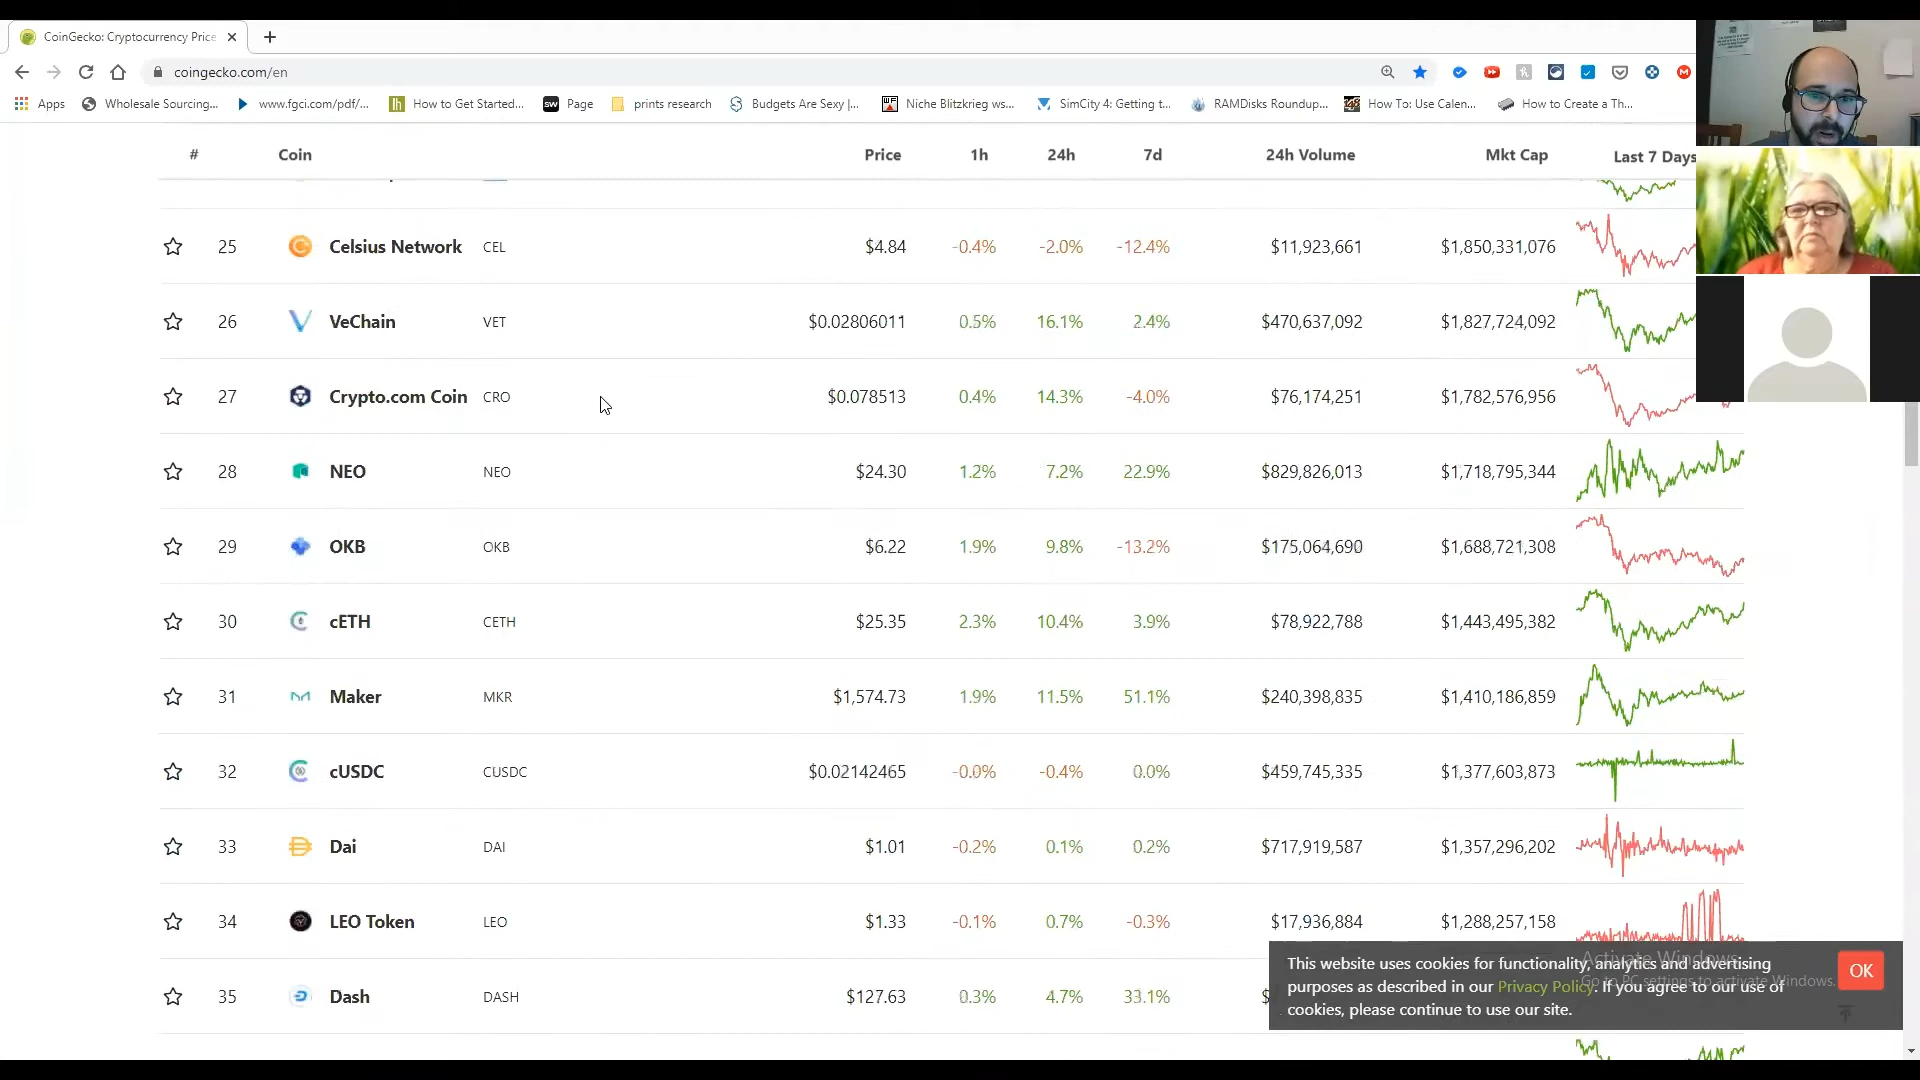 CoinGecko: Cryptocurrency Price
coingecko.com/en
Apps Wholesale Sourcing... www.fgci.com/pdf/... How to Get Started... Page prints research Budgets Are Sexy |... Niche Blitzkrieg ws... SimCity 4: Getting t... RAMDisks Roundup... How To: Use Calen... How to Create a Th...
# Coin Price 1h 24h 7d 24h Volume Mkt Cap Last 7 Days
25 Celsius Network CEL $4.84 -0.4% -2.0% -12.4% $11,923,661 $1,850,331,076
26 VeChain VET $0.02806011 0.5% 16.1% 2.4% $470,637,092 $1,827,724,092
27 Crypto.com Coin CRO $0.078513 0.4% 14.3% -4.0% $76,174,251 $1,782,576,956
28 NEO NEO $24.30 1.2% 7.2% 22.9% $829,826,013 $1,718,795,344
29 OKB OKB $6.22 1.9% 9.8% -13.2% $175,064,690 $1,688,721,308
30 cETH CETH $25.35 2.3% 10.4% 3.9% $78,922,788 $1,443,495,382
31 Maker MKR $1,574.73 1.9% 11.5% 51.1% $240,398,835 $1,410,186,859
32 cUSDC CUSDC $0.02142465 -0.0% -0.4% 0.0% $459,745,335 $1,377,603,873
33 Dai DAI $1.01 -0.2% 0.1% 0.2% $717,919,587 $1,357,296,202
34 LEO Token LEO $1.33 -0.1% 0.7% -0.3% $17,936,884 $1,288,257,158
35 Dash DASH $127.63 0.3% 4.7% 33.1% $
This website uses cookies for functionality, analytics and advertising
purposes as described in our Privacy Policy. If you agree to our use of
cookies, please continue to use our site.
OK
Activate Windows
Go to PC settings to activate Windows.